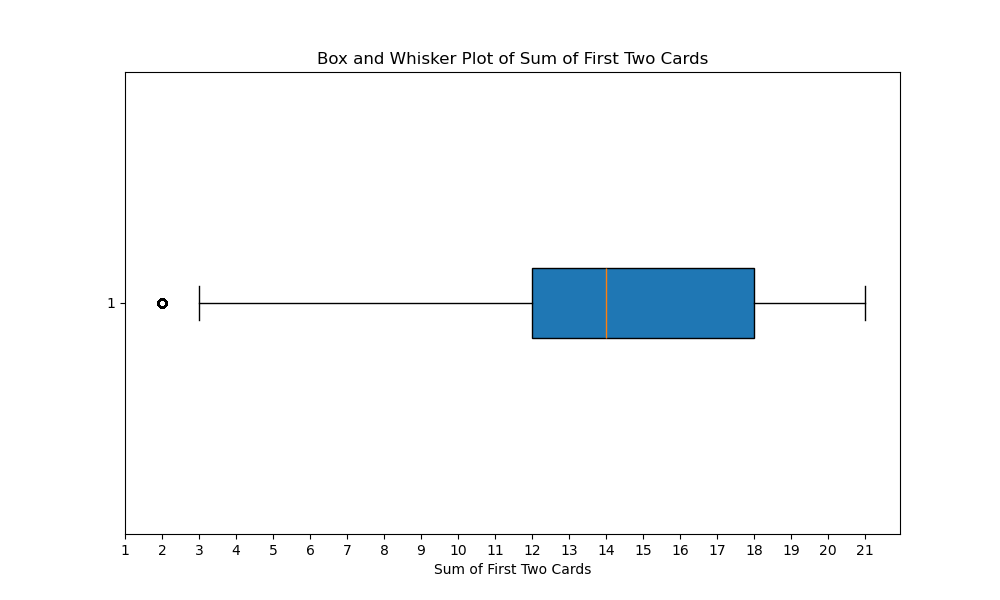 Box and Whisker Plot of Sum of First Two Cards
1
1 2 3 4 5 6 7 8 9 10 11 12 13 14 15 16 17 18 19 20 21
Sum of First Two Cards